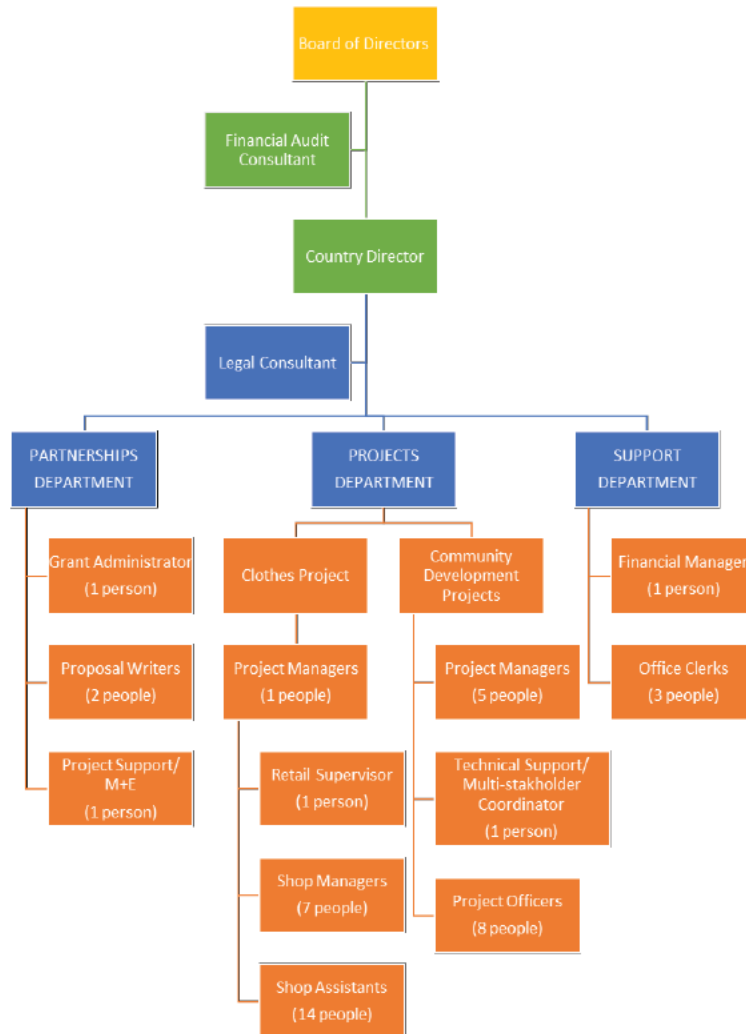 Board of Directors
Financial Audit
Consultant
Country Director
Legal Consultant
PARTNERSHIPS
DEPARTMENT
Grant Administrator
(1 person)
Proposal Writers
(2 people)
Project Support/
M+E
(1 person)
PROJECTS
DEPARTMENT
Clothes Project
Project Managers
(1 people)
Retail Supervisor
(1 person)
Shop Managers
(7 people)
Shop Assistants
(14 people)
Community
Development
Projects
Project Managers
(5 people)
Technical Support/
Multi-stakholder
Coordinator
(1 person)
Project Officers
(8 people)
SUPPORT
DEPARTMENT
Financial Manager
(1 person)
Office Clerks
(3 people)